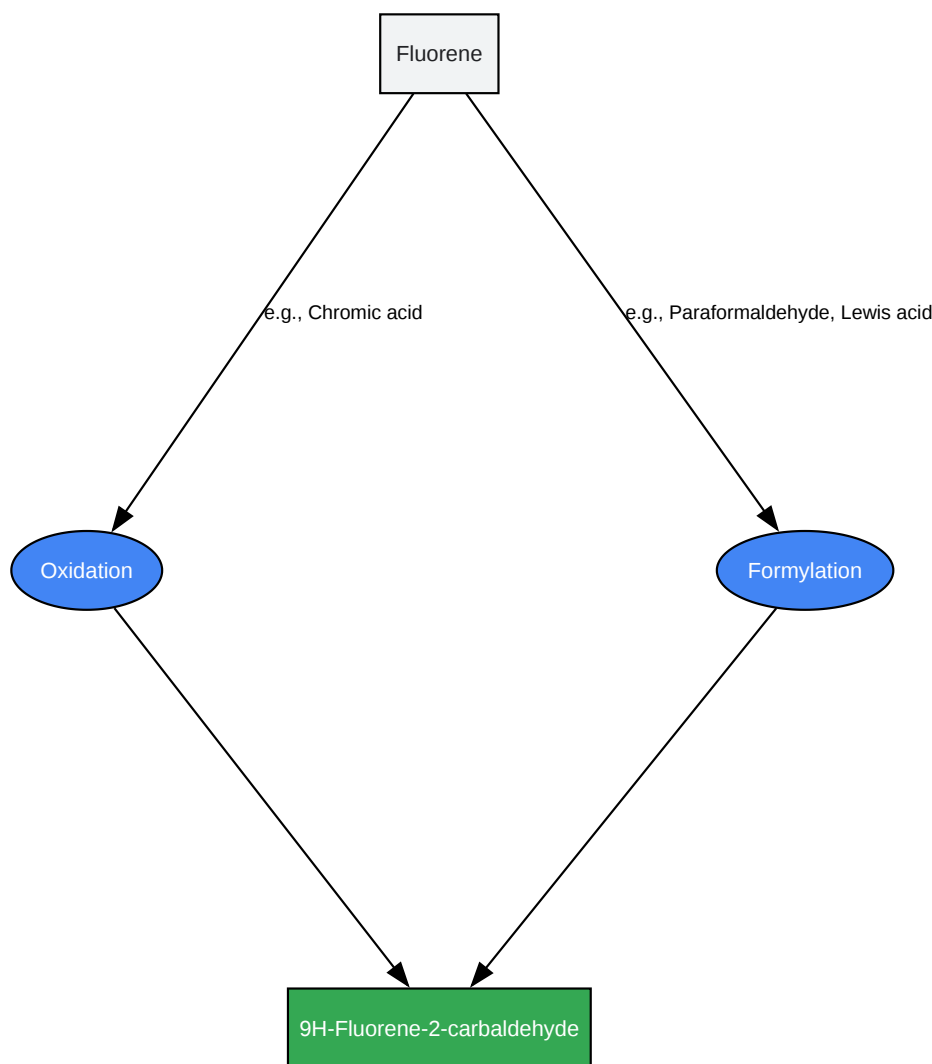 Fluorene
e.g., Chromic acid
e.g., Paraformaldehyde, Lewis acid
Oxidation
Formylation
9H-Fluorene-2-carbaldehyde